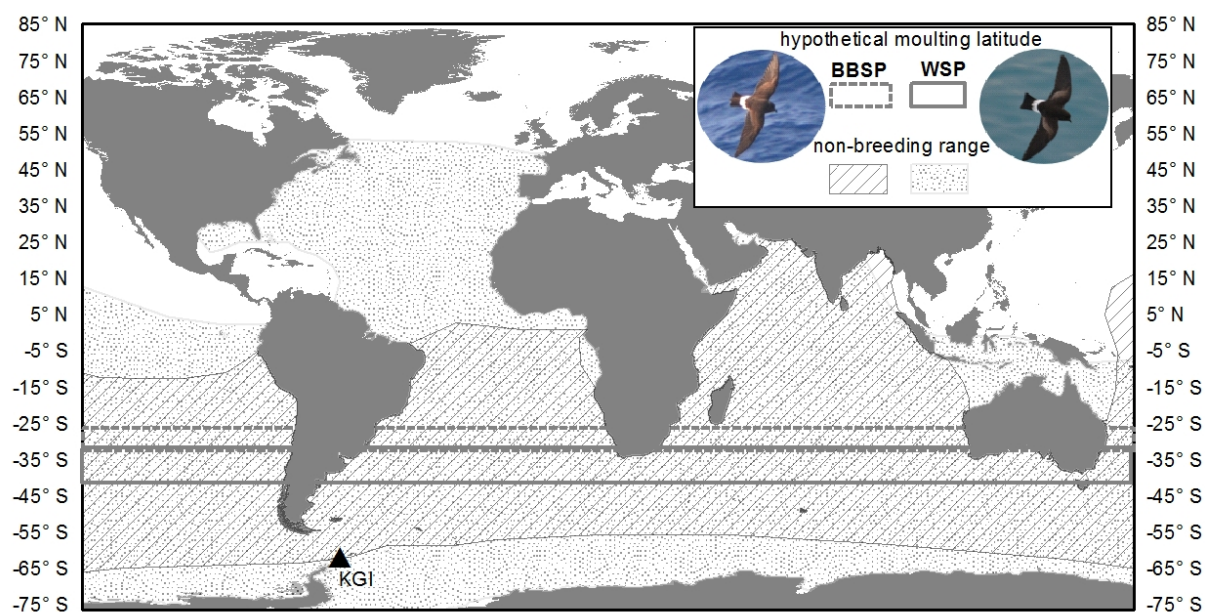 85° N
75° N
65° N
55° N
45° N
35° N
25° N
15° N
5° N
-5° S
-15° S
-25° S
-35° S
-45° S
-55° S
-65° S
-75° S
hypothetical moulting latitude
BBSP WSP
non-breeding range
KGI
85° N
75° N
65° N
55° N
45° N
35° N
25° N
15° N
5° N
-5° S
-15° S
-25° S
-35° S
-45° S
-55° S
-65° S
-75° S